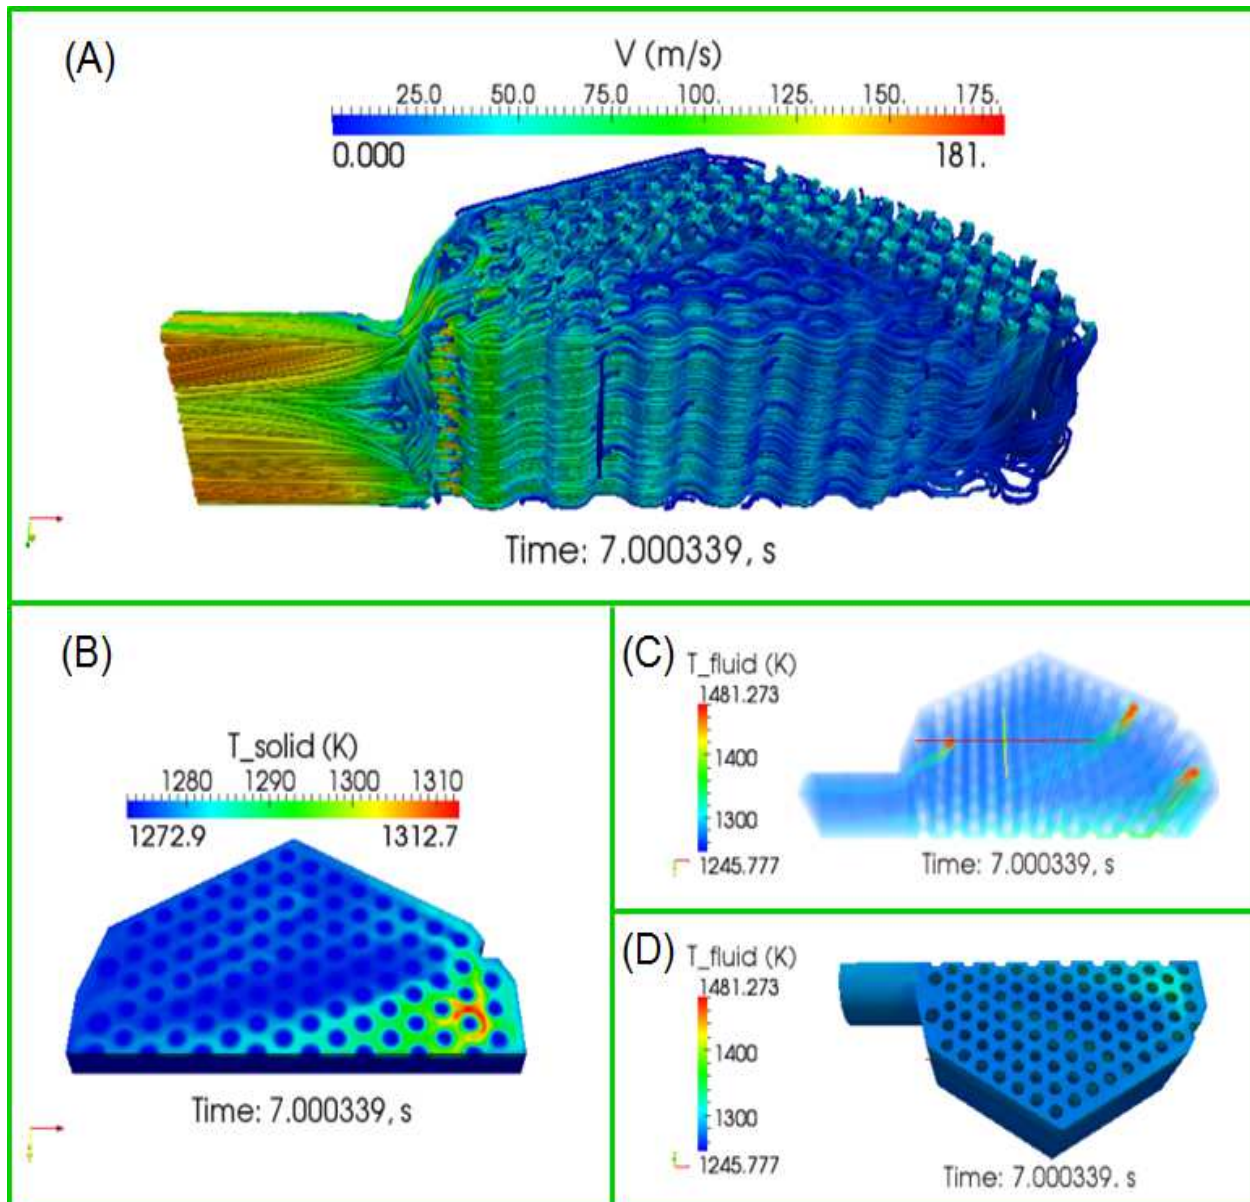 (A)
V (m/s)
25.0 50.0 75.0 100. 125. 150. 175.
0.000 181.
Time: 7.000339, s
(B)
T_solid (K)
1280 1290 1300 1310
1272.9 1312.7
Time: 7.000339, s
(C)
T_fluid (K)
1481.273
1400
1300
1245.777
Time: 7.000339, s
(D)
T_fluid (K)
1481.273
1400
1300
1245.777
Time: 7.000339. s